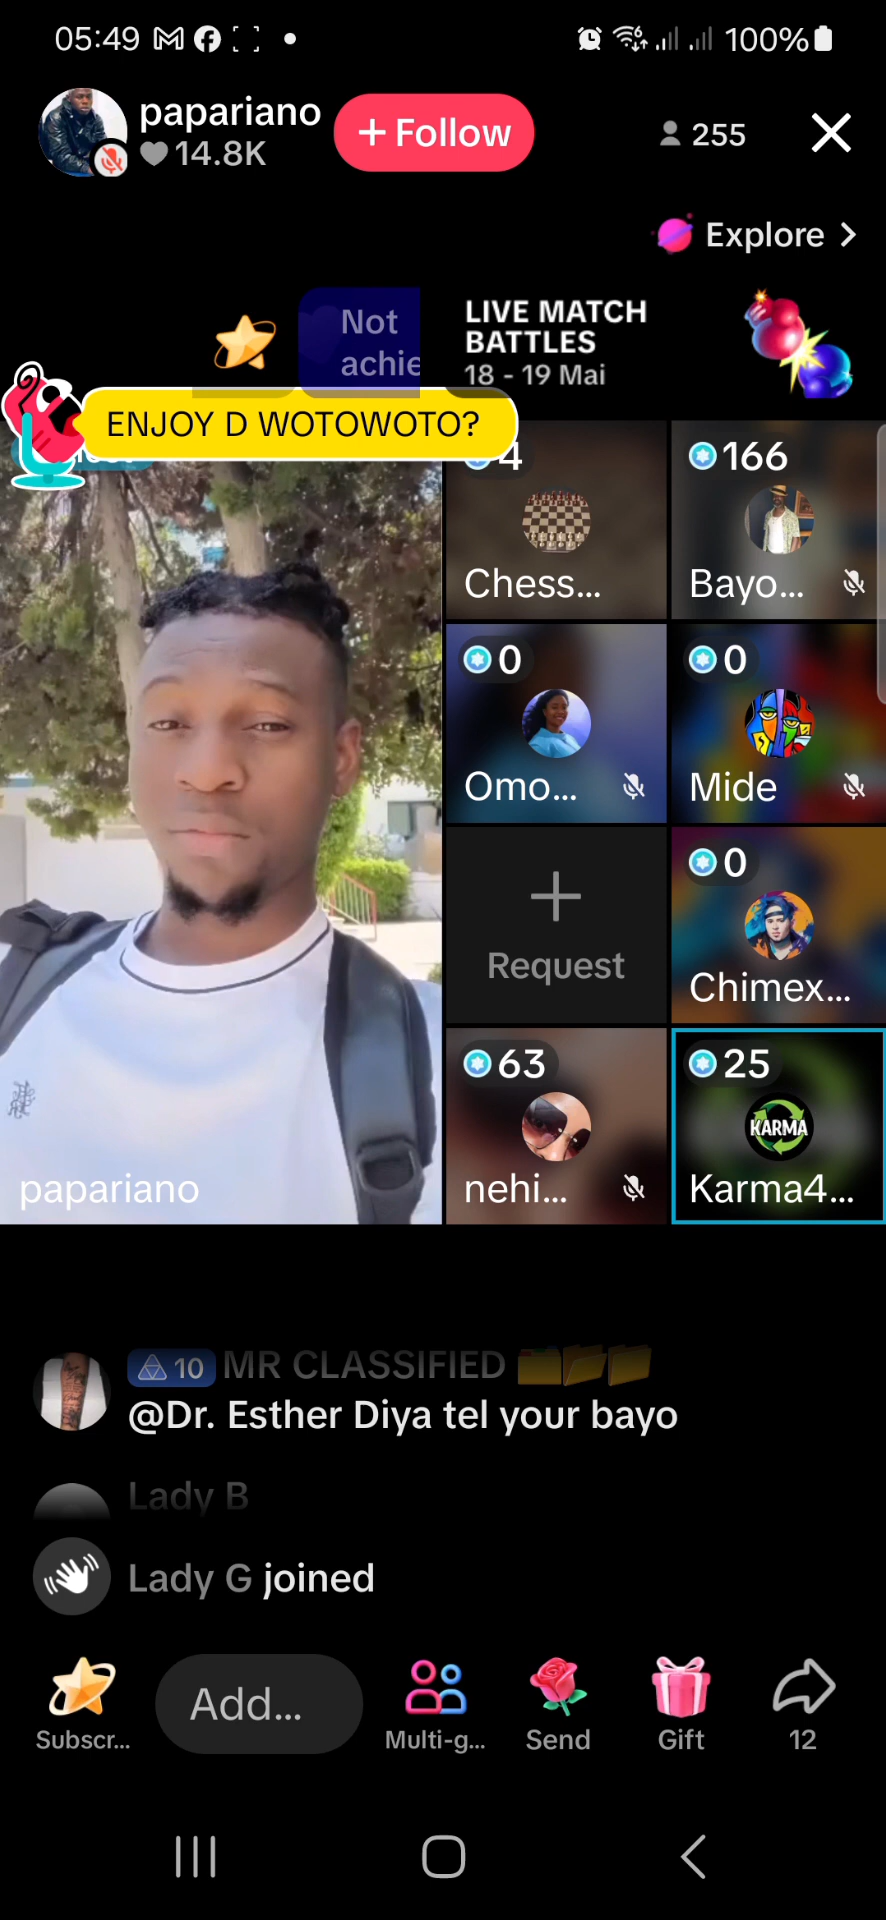 05:49
100%
papariano
14.8K
+ Follow
255
Explore >
Not
LIVE MATCH
BATTLES
18 - 19 Mai
ENJOY D WOTOWOTO?
4
166
Chess...
Bayo...
0
0
Omo...
Mide
0
Request
Chimex...
63
25
KARMA
papariano
nehi...
Karma4...
10 MR CLASSIFIED
@Dr. Esther Diya tel your bayo
Lady B
Lady G joined
Add...
Subscr...
Multi-g...
Send
Gift
12